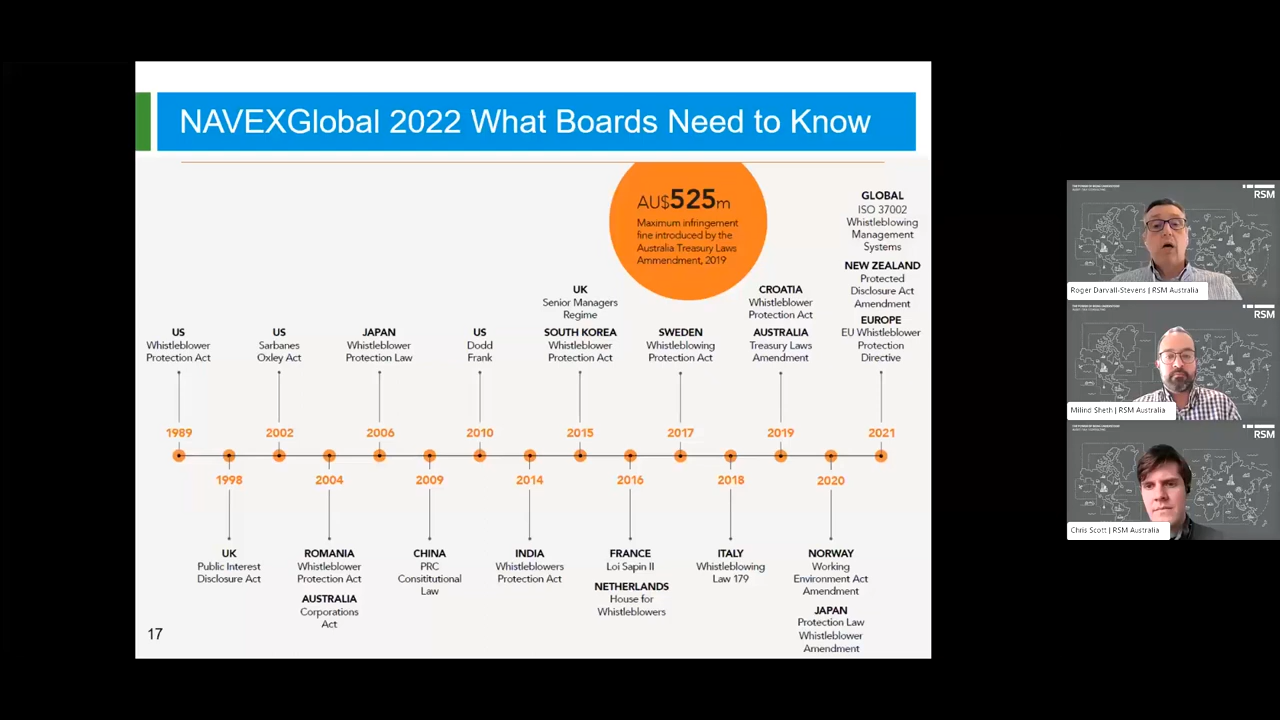 NAVEXGlobal 2022 What Boards Need to Know
AU$525m
Maximum infringement
fine introduced by the
Australia Treasury Laws
Ammendment, 2019
US
Whistleblower
Protection Act
1989
US
Sarbanes
Oxley Act
2002
JAPAN
Whistleblower
Protection Law
2006
US
Dodd
Frank
2010
UK
Senior Managers
Regime
SOUTH KOREA
Whistleblower
Protection Act
2015
SWEDEN
Whistleblowing
Protection Act
2017
CROATIA
Whistleblower
Protection Act
AUSTRALIA
Treasury Laws
Amendment
2019
GLOBAL
ISO 37002
Whistleblowing
Management
Systems
NEW ZEALAND
Protected
Disclosure Act
Amendment
EUROPE
EU Whistleblower
Protection
Directive
2021
1998
UK
Public Interest
Disclosure Act
2004
ROMANIA
Whistleblower
Protection Act
AUSTRALIA
Corporations
Act
2009
CHINA
PRC
Consititutional
Law
2014
INDIA
Whistleblowers
Protection Act
2016
FRANCE
Loi Sapin II
NETHERLANDS
House for
Whistleblowers
2018
ITALY
Whistleblowing
Law 179
2020
NORWAY
Working
Environment Act
Amendment
JAPAN
Protection Law
Whistleblower
Amendment
17
RSM
Roger Darvall-Stevens | RSM Australia
RSM
Milind Sheth | RSM Australia
RSM
Chris Scott | RSM Australia